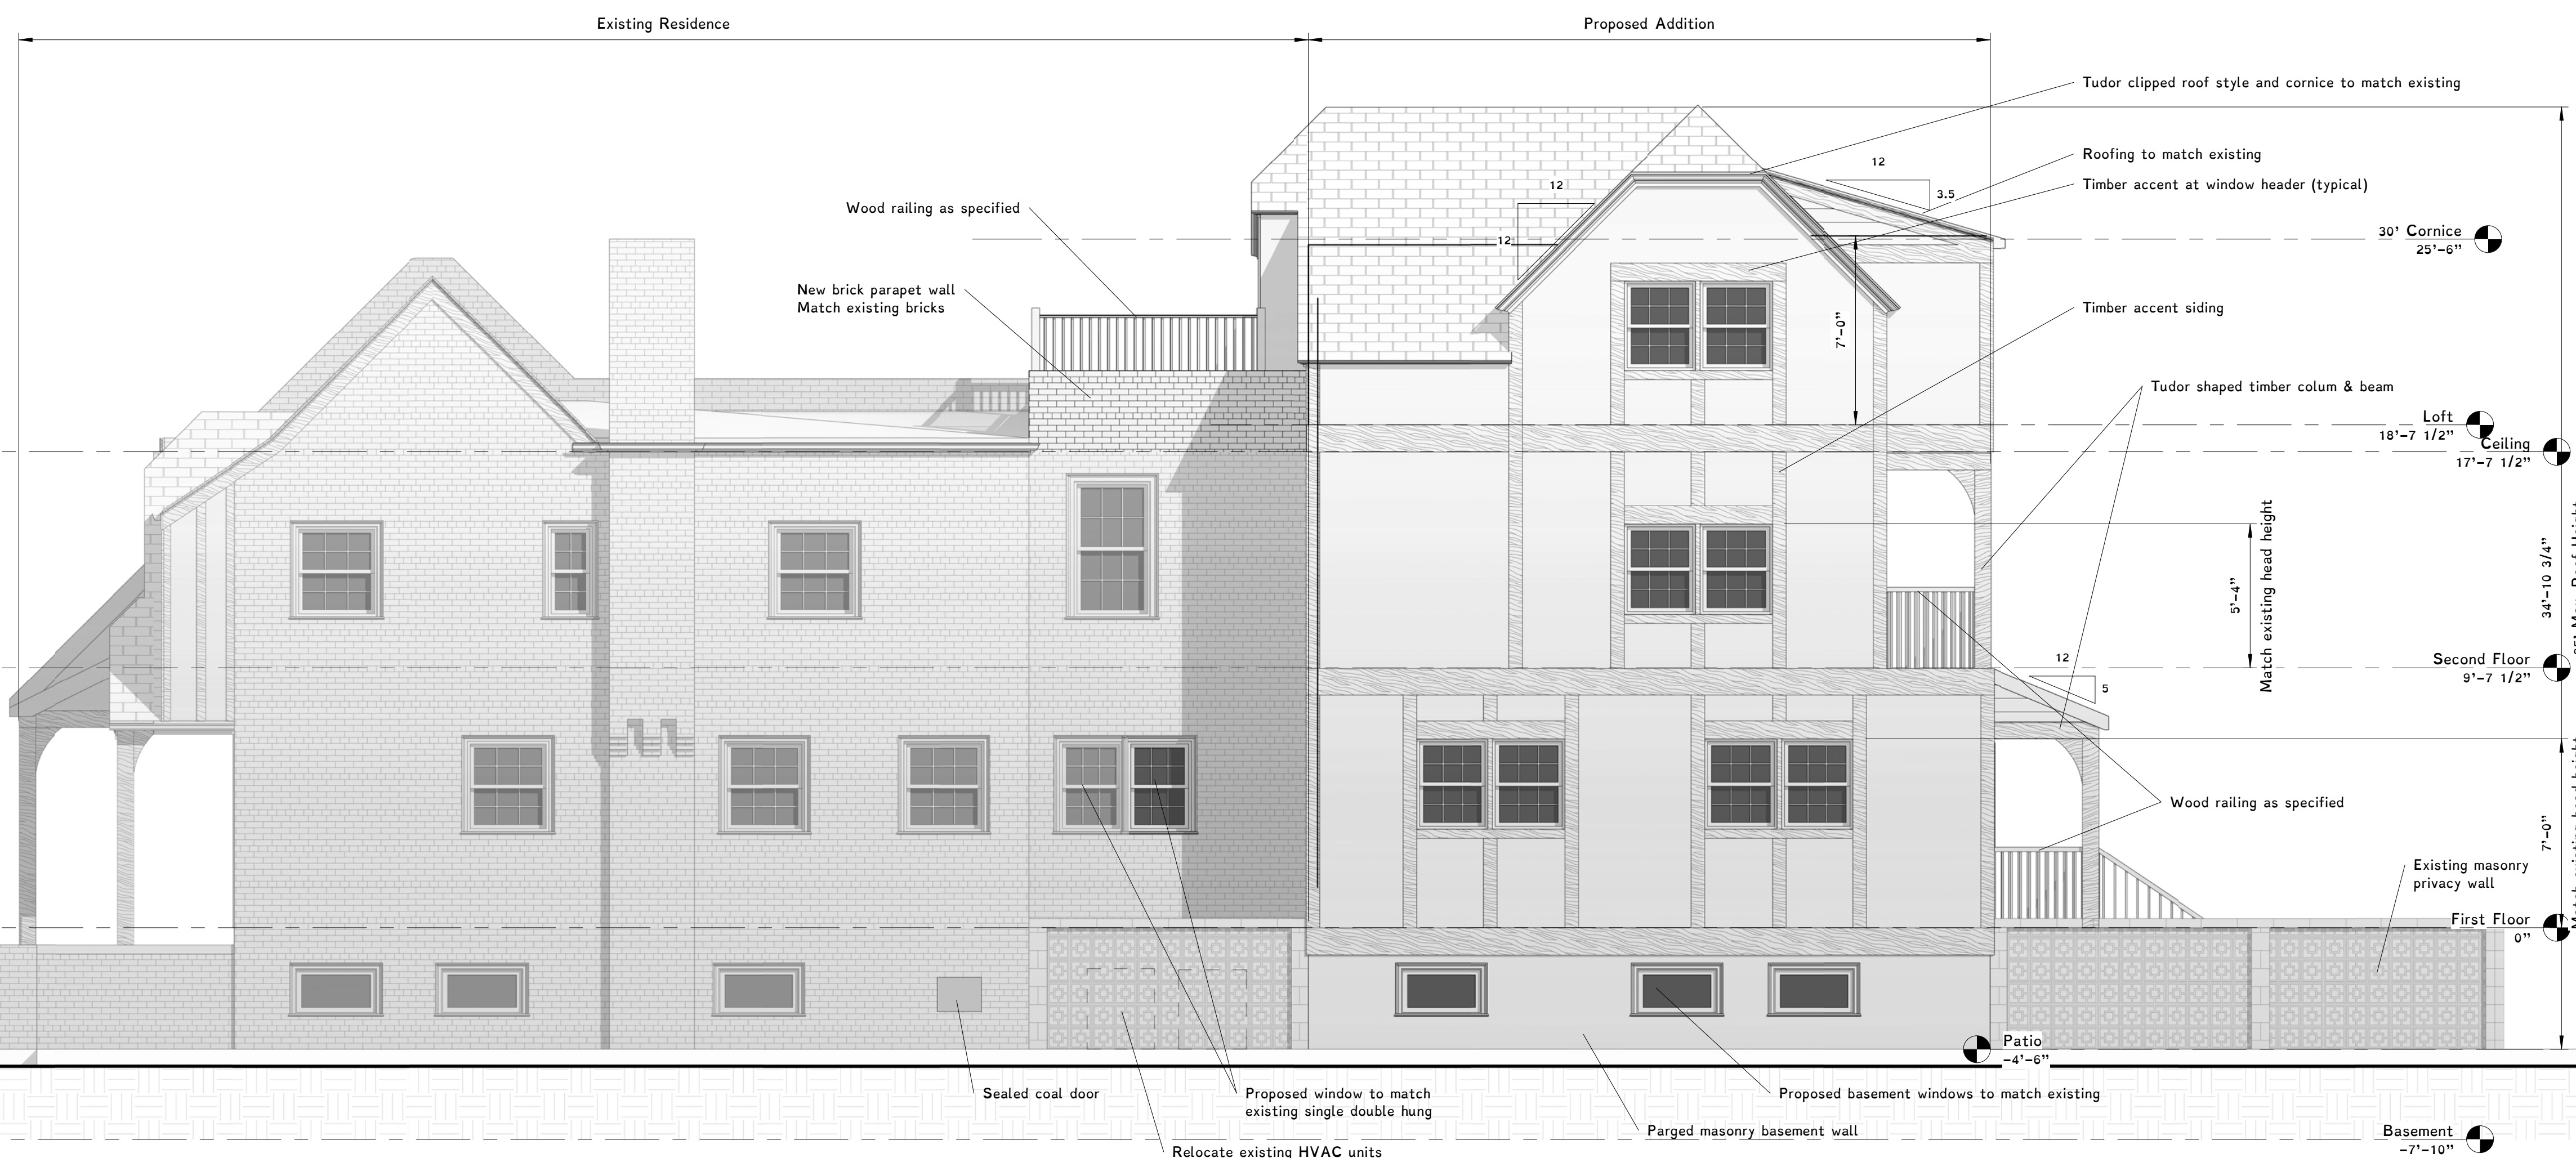 Existing Residence
Proposed Addition
Tudor clipped roof style and cornice to match existing
12
Roofing to match existing
12
Timber accent at window header (typical)
3.5
Wood railing as specified
30' Cornice
12
25'-6"
New brick parapet wall
Match existing bricks
Timber accent siding
7'-0"
Tudor shaped timber colum & beam
Loft
18'-7 1/2"
Ceiling
17'-7 1/2"
Match existing head height
5'-4"
34'-10 3/4"
12
Second Floor
9'-7 1/2"
5
Wood railing as specified
7'-0"
Existing masonry
privacy wall
First Floor
0"
Patio
-4'-6"
Sealed coal door
Proposed window to match
existing single double hung
Proposed basement windows to match existing
Parged masonry basement wall
Basement
-7'-10"
Relocate existing HVAC units